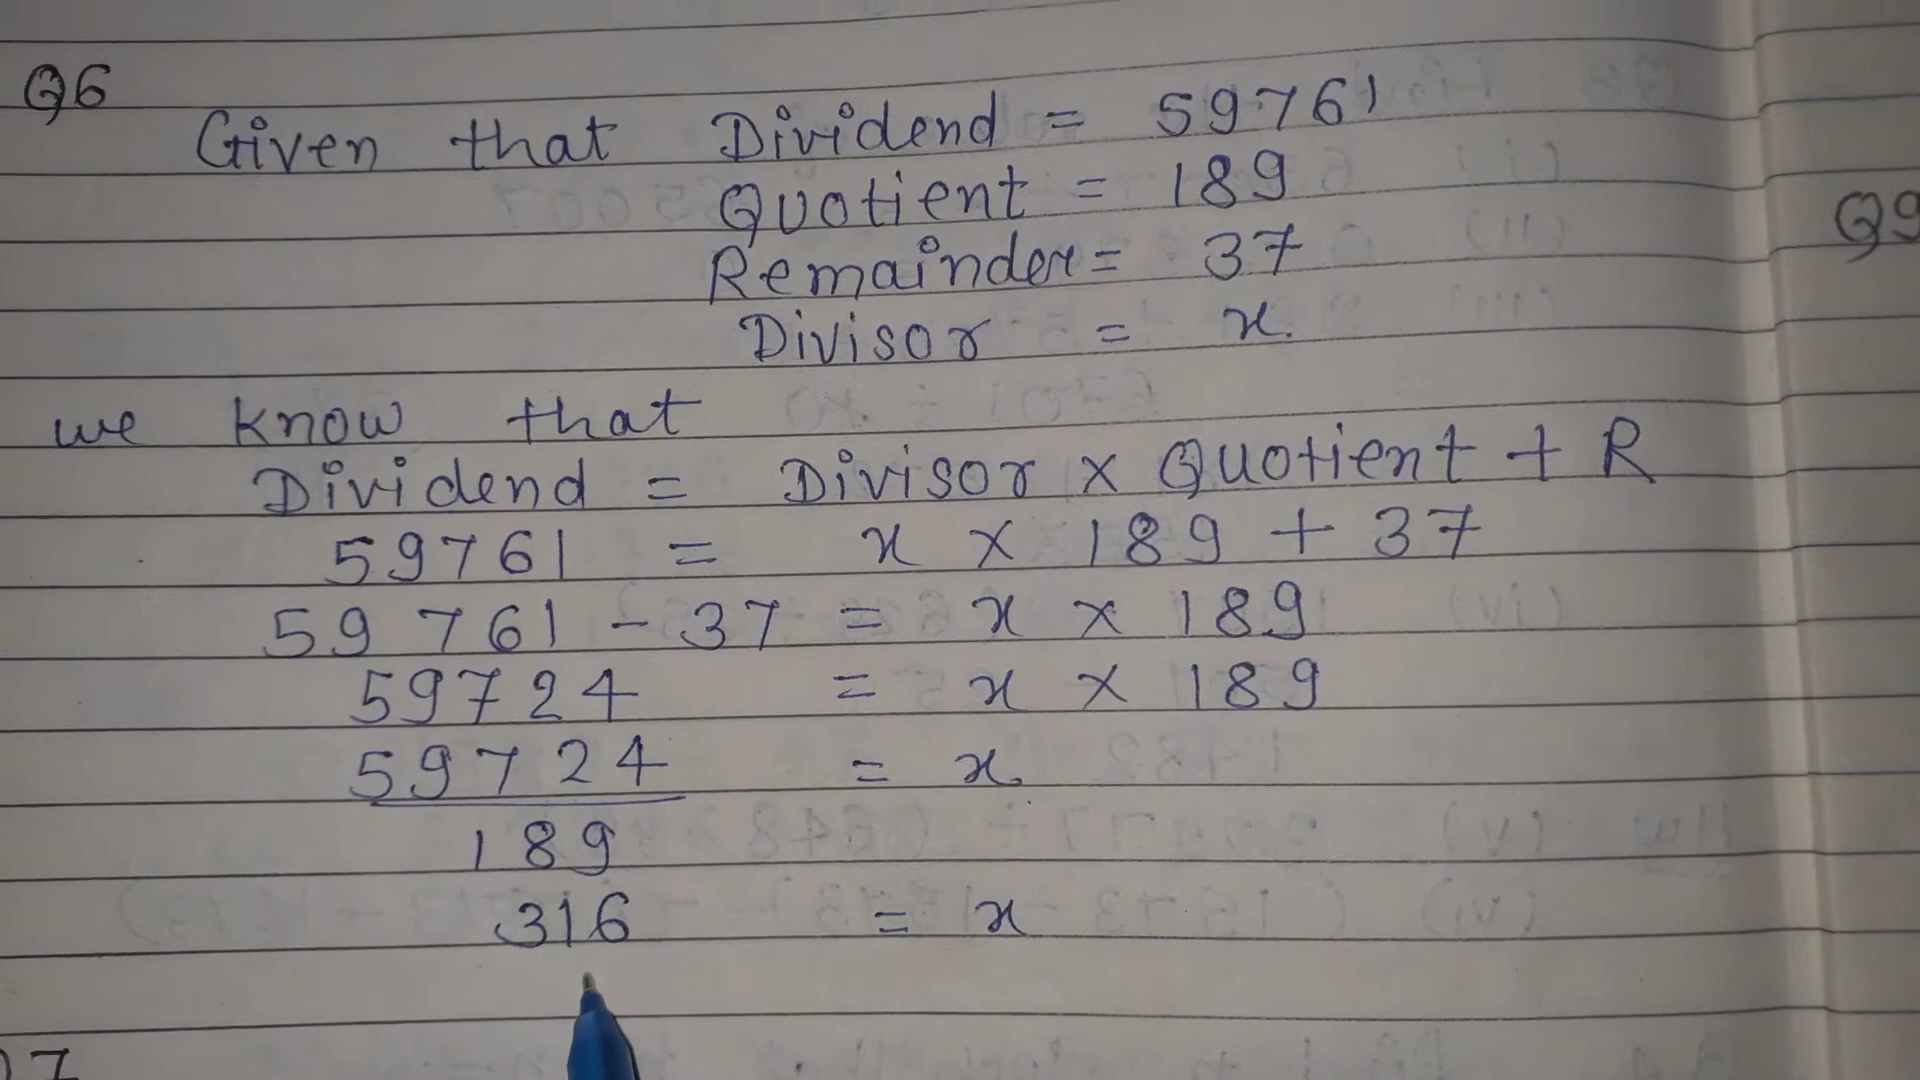 Q6
Given that Dividend = 59761
Quotient = 189
Remainder = 37
Divisor = x.
we know that
Dividend = Divisor × Quotient + R
59761 = x × 189 + 37
59761 - 37 = x × 189
59724 = x × 189
59724 = x
189
316 = x
Q9